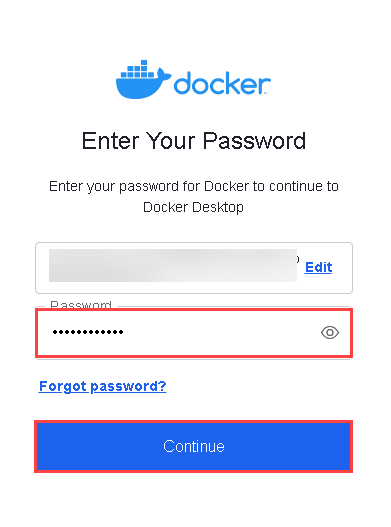 docker
Enter Your Password
Enter your password for Docker to continue to
Docker Desktop
Edit
Password
••••••••••••
Forgot password?
Continue